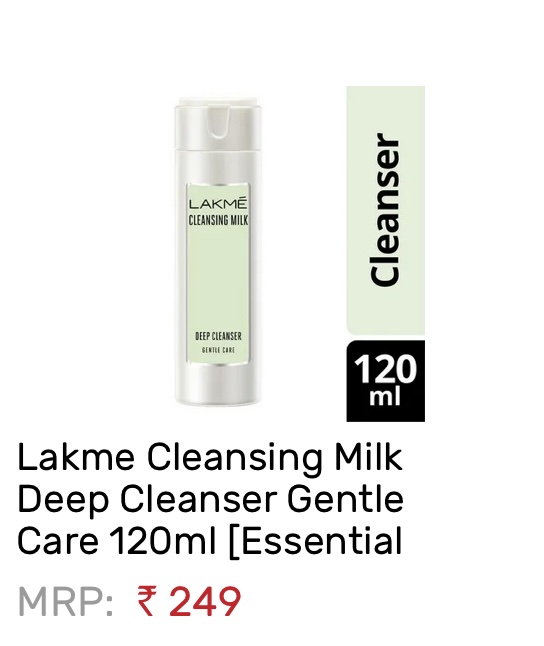 LAKMÉ
CLEANSING MILK
DEEP CLEANSER
GENTLE CARE
Cleanser
120
ml
Lakme Cleansing Milk
Deep Cleanser Gentle
Care 120ml [Essential
MRP: ₹ 249